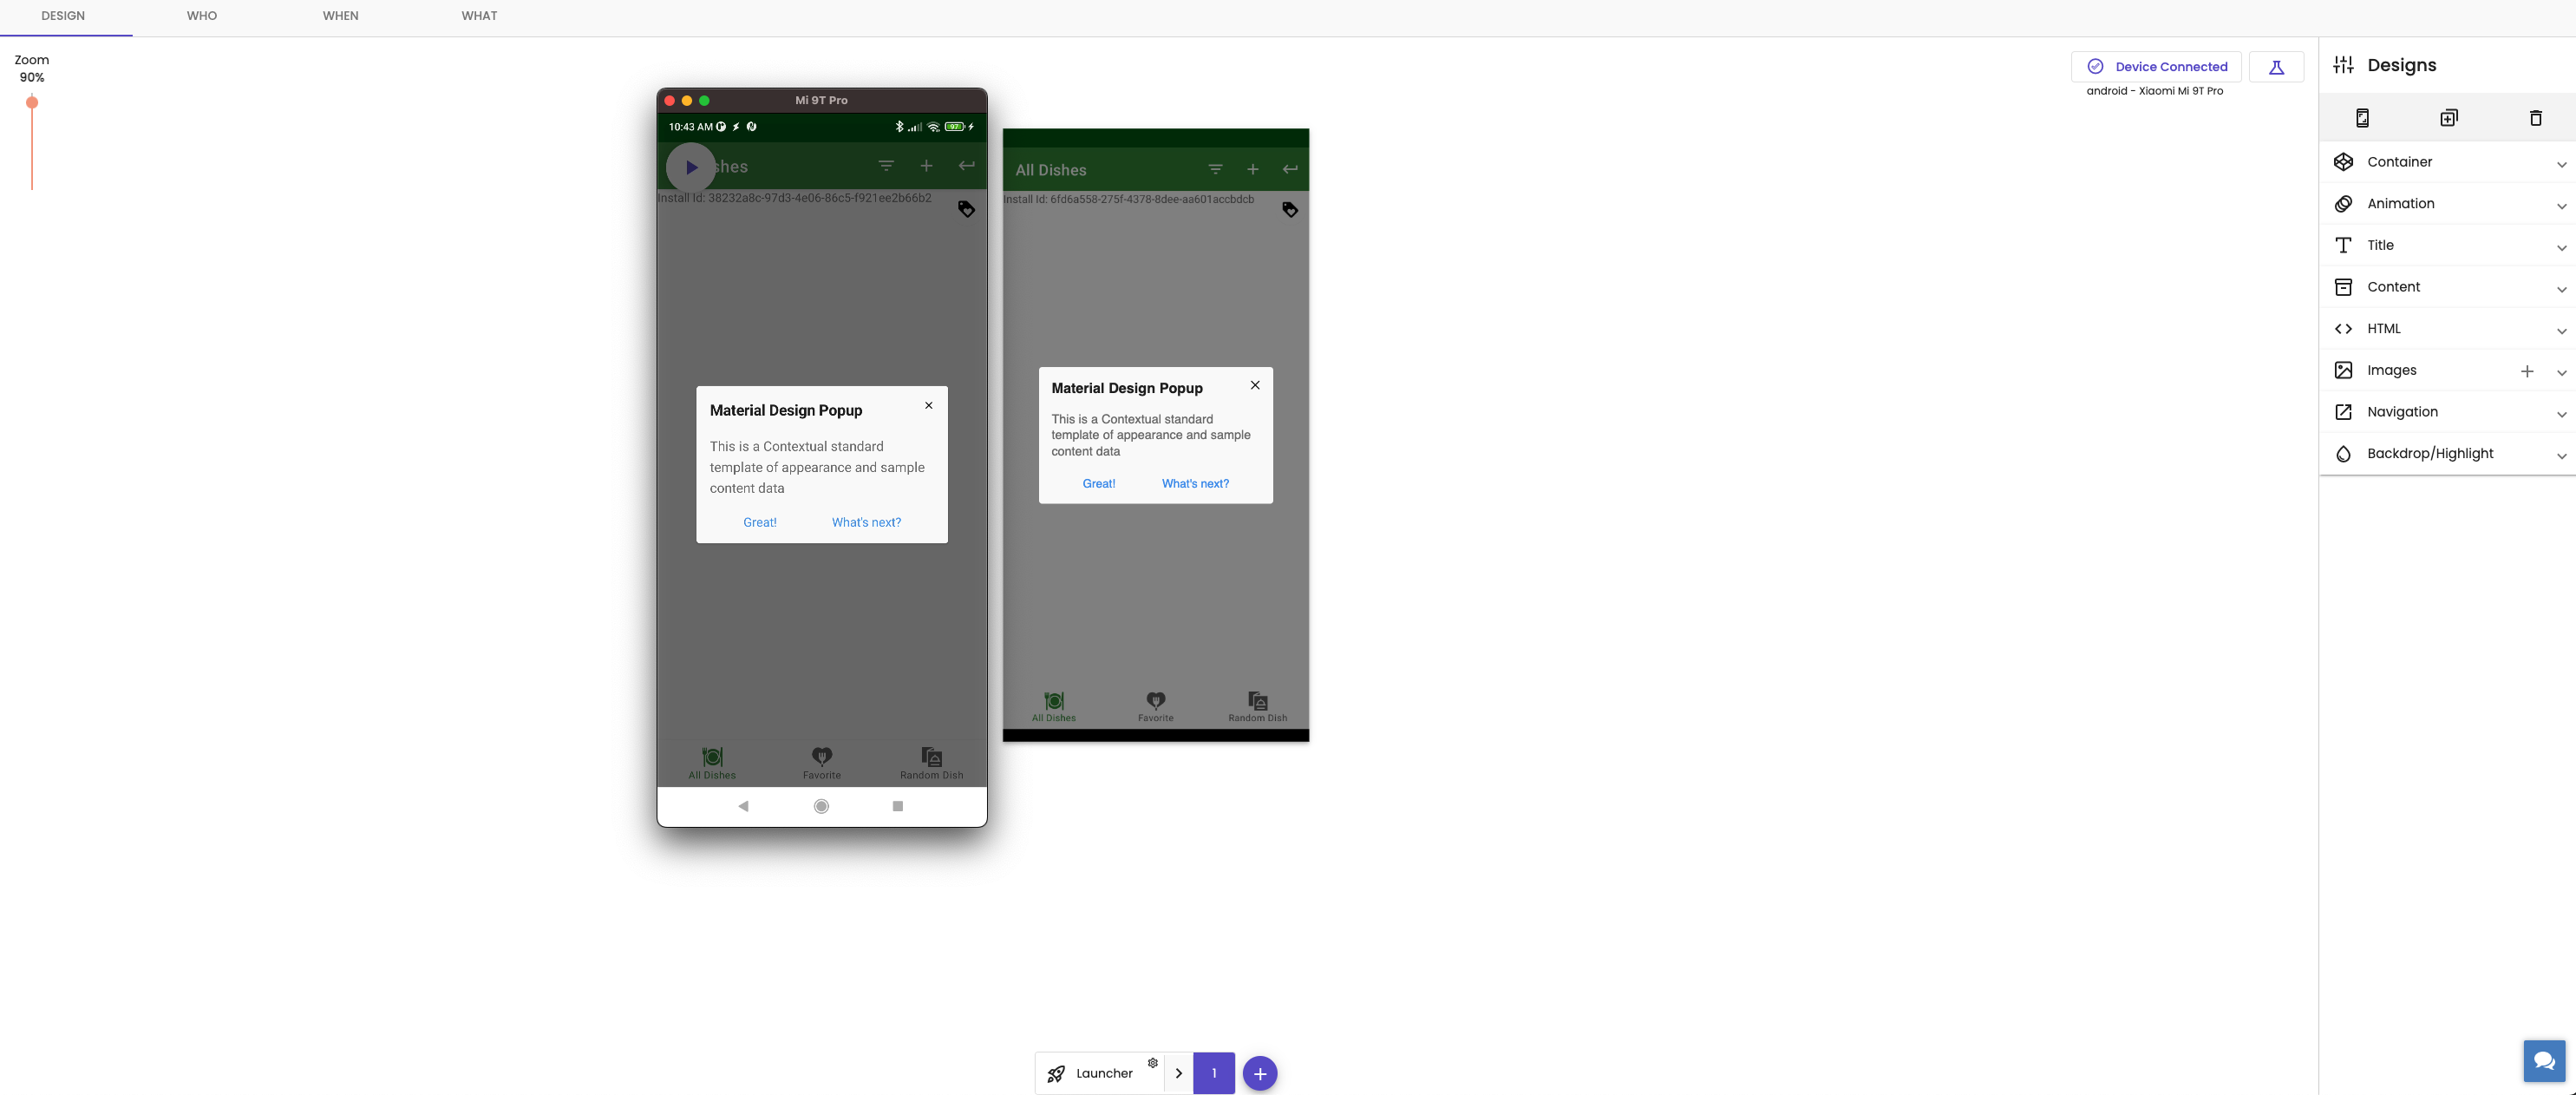 DESIGN
WHO
WHEN
WHAT
Zoom
90%
Device Connected
android - Xiaomi Mi 9T Pro
Designs
Mi 9T Pro
10:43 AM
97
shes
Install Id: 38232a8c-97d3-4e06-86c5-f921ee2b66b2
Material Design Popup
This is a Contextual standard
template of appearance and sample
content data
Great!
What's next?
All Dishes
Favorite
Random Dish
All Dishes
Install Id: 6fd6a558-275f-4378-8dee-aa601accbdcb
Material Design Popup
This is a Contextual standard
template of appearance and sample
content data
Great!
What's next?
All Dishes
Favorite
Random Dish
Container
Animation
Title
Content
HTML
Images
Navigation
Backdrop/Highlight
Launcher
1